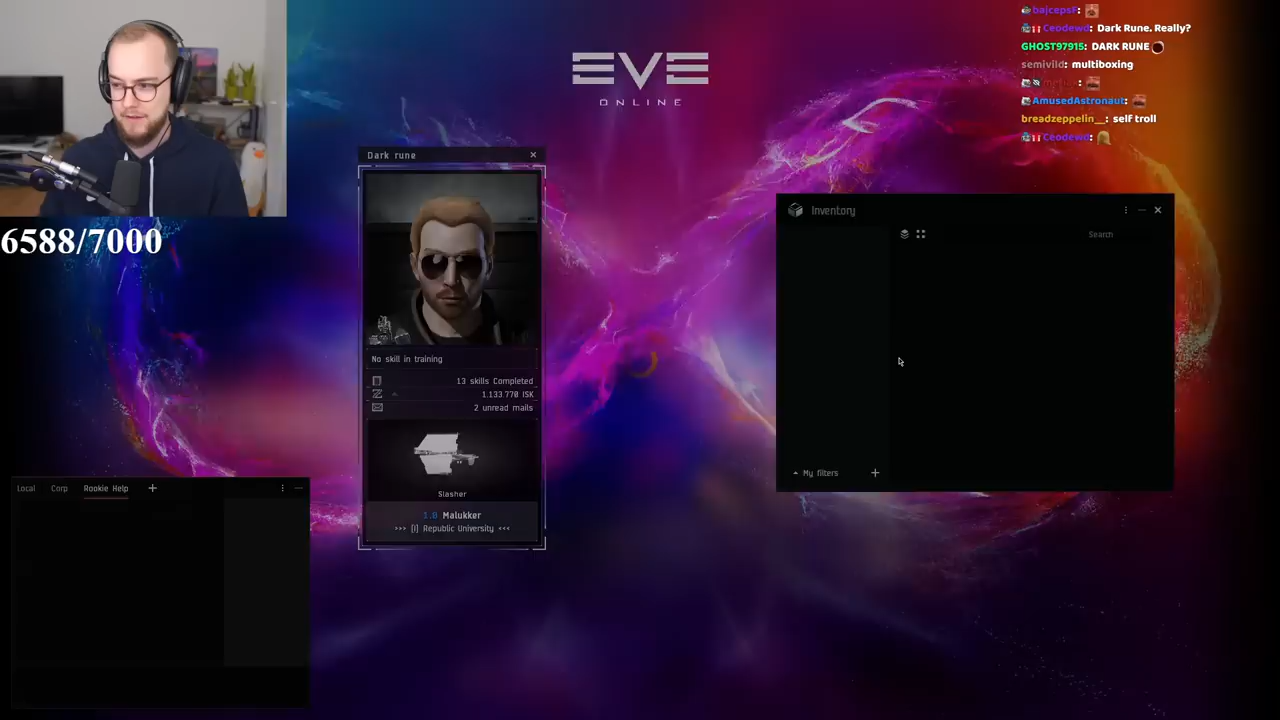 bajcepsF:
Ceodewd: Dark Rune. Really?
GHOST97915: DARK RUNE
semivild: multiboxing
AmusedAstronaut:
breadzeppelin__: self troll
Ceodewd:
EVE
ONLINE
6588/7000
Dark rune
No skill in training
13 skills Completed
1.133.770 ISK
2 unread mails
Slasher
1.0 Malukker
>>> [I] Republic University <<<
Inventory
Search
My filters
Local Corp Rookie Help